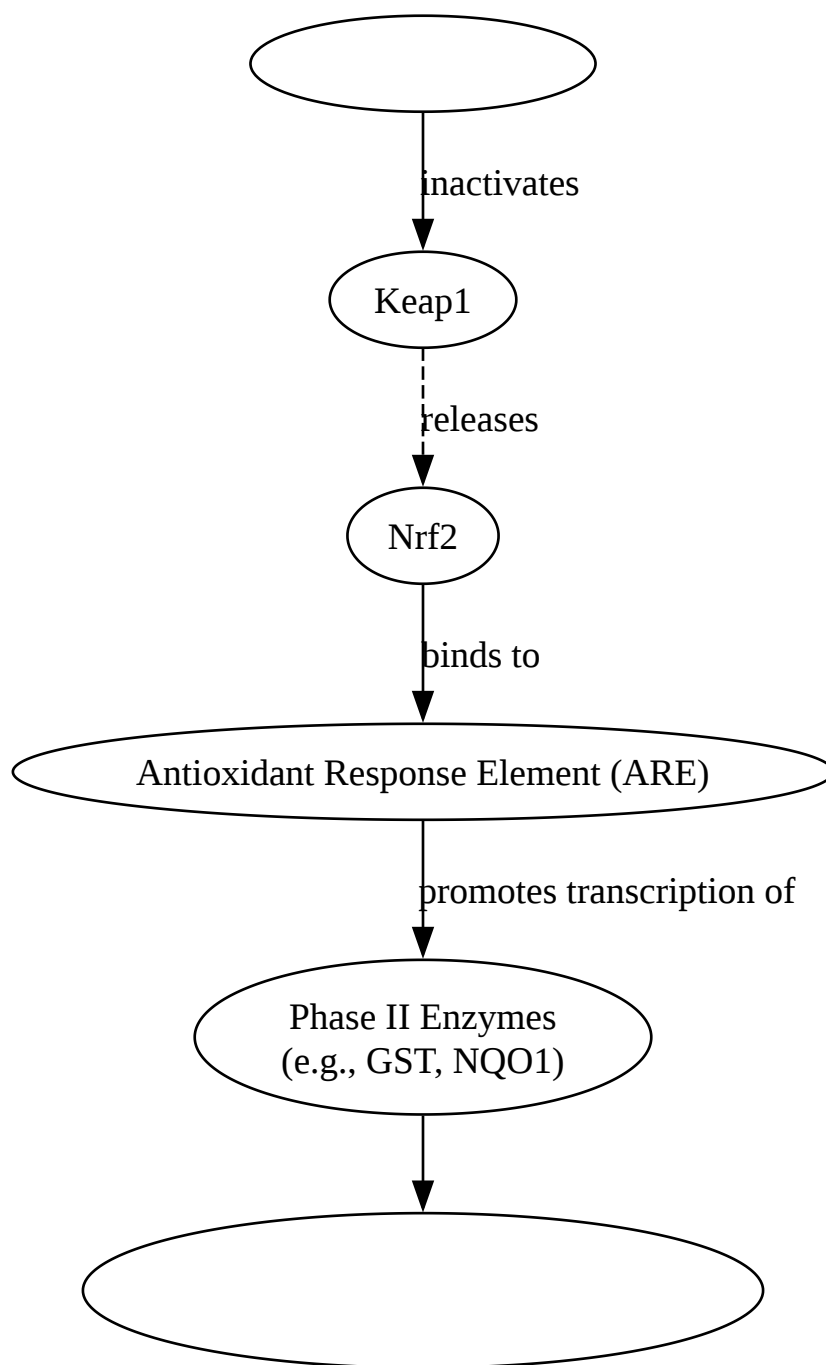 inactivates
Keap1
releases
Nrf2
binds to
Antioxidant Response Element (ARE)
promotes transcription of
Phase II Enzymes
(e.g., GST, NQO1)